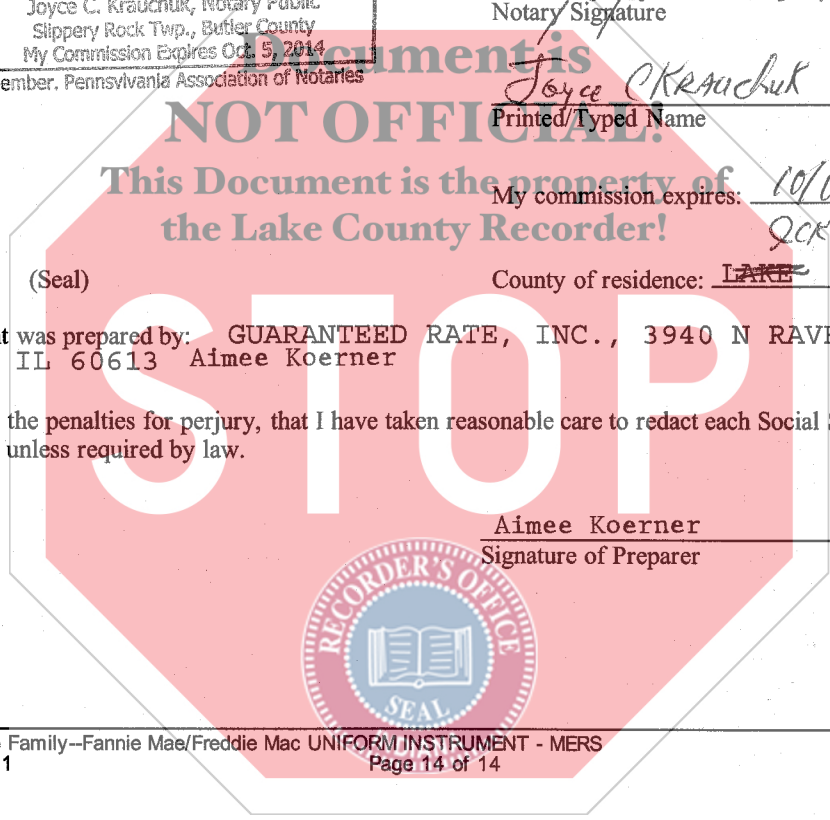 Joyce C. Krauchuk, Notary Public
Slippery Rock Twp., Butler County
My Commission Expires Oct. 5, 2014
ember, Pennsylvania Association of Notaries
Notary Signature
Document is
NOT OFFICIAL!
This Document is the property of
the Lake County Recorder!
Joyce C Krauchuk
Printed/Typed Name
My commission expires: 10/
JCK
(Seal)
County of residence: LAKE
t was prepared by: GUARANTEED RATE, INC., 3940 N RAVE
IL 60613 Aimee Koerner
the penalties for perjury, that I have taken reasonable care to redact each Social S
unless required by law.
STOP
Aimee Koerner
Signature of Preparer
RECORDER'S OFFICE
SEAL
INDIANA
Family--Fannie Mae/Freddie Mac UNIFORM INSTRUMENT - MERS
1
Page 14 of 14